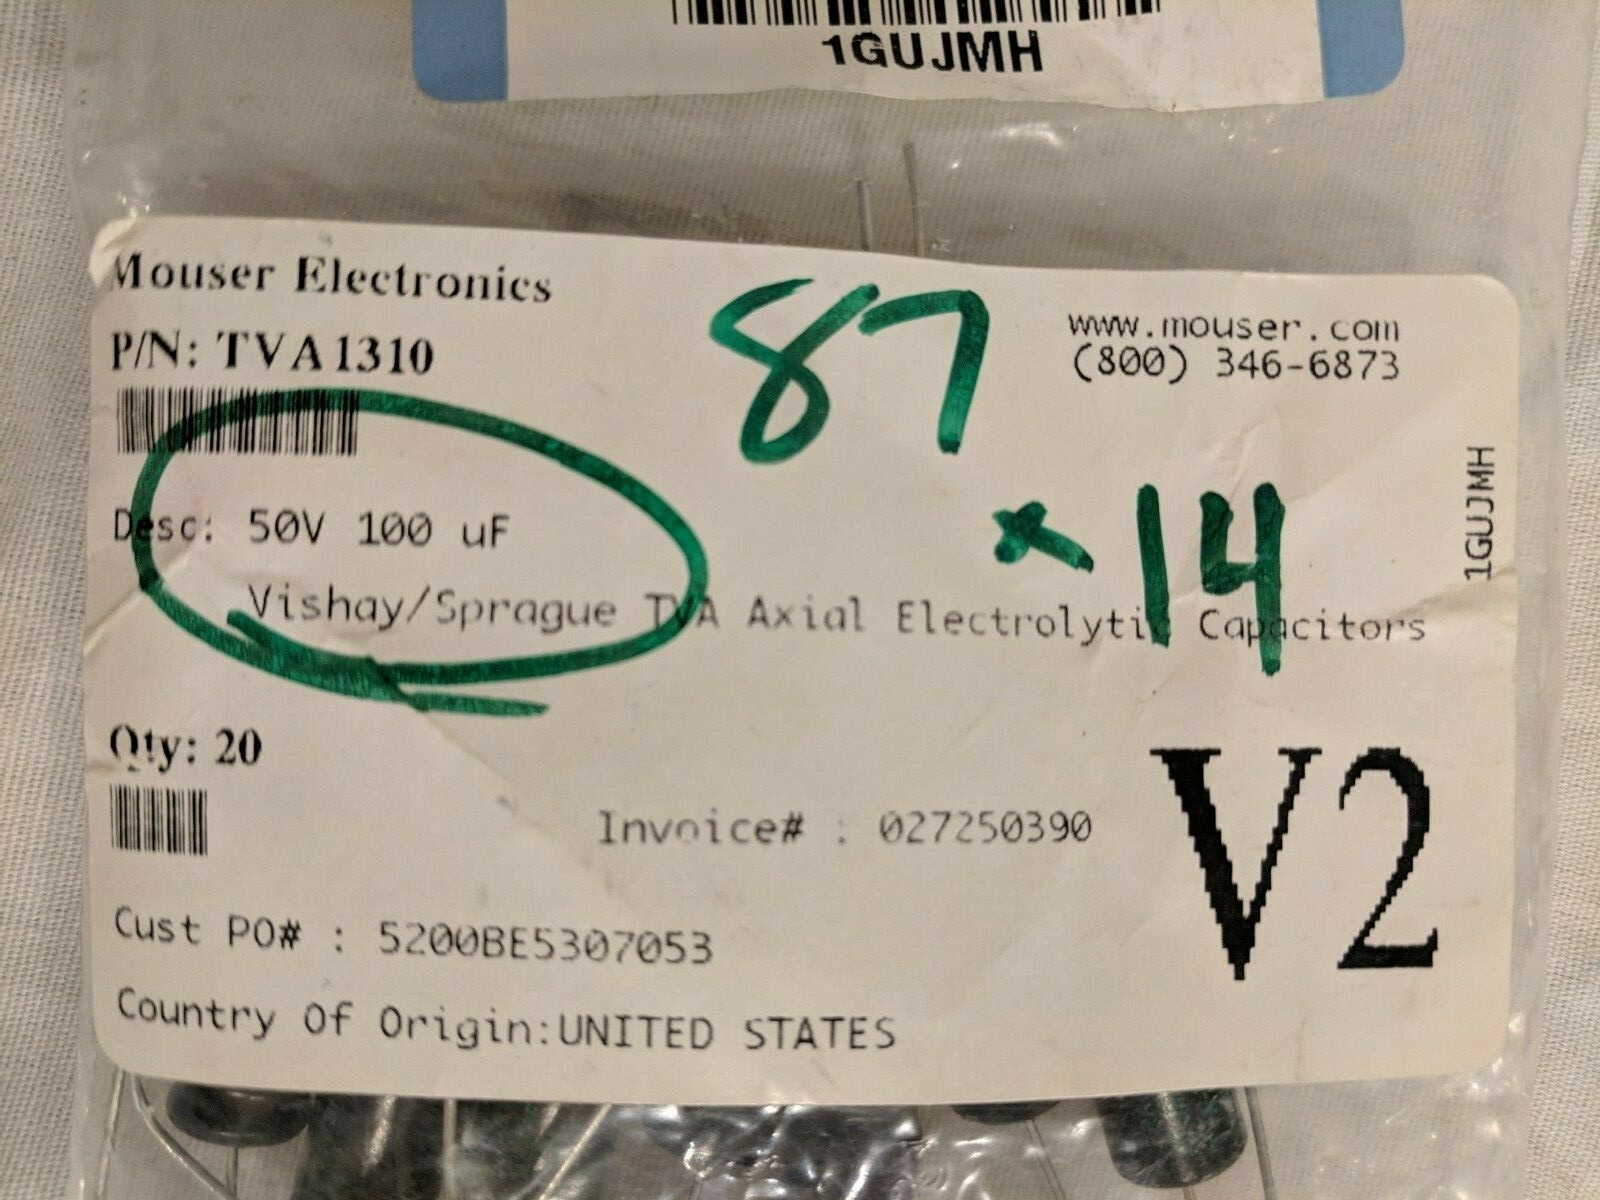 1GUJMH
Mouser Electronics
87
www.mouser.com
P/N: TVA1310
(800) 346-6873
1GUJMH
Desc: 50V 100 uF
x 14
Vishay/Sprague TVA Axial Electrolytic Capacitors
Qty: 20
V2
Invoice# : 027250390
Cust PO# : 5200BE5307053
Country Of Origin:UNITED STATES